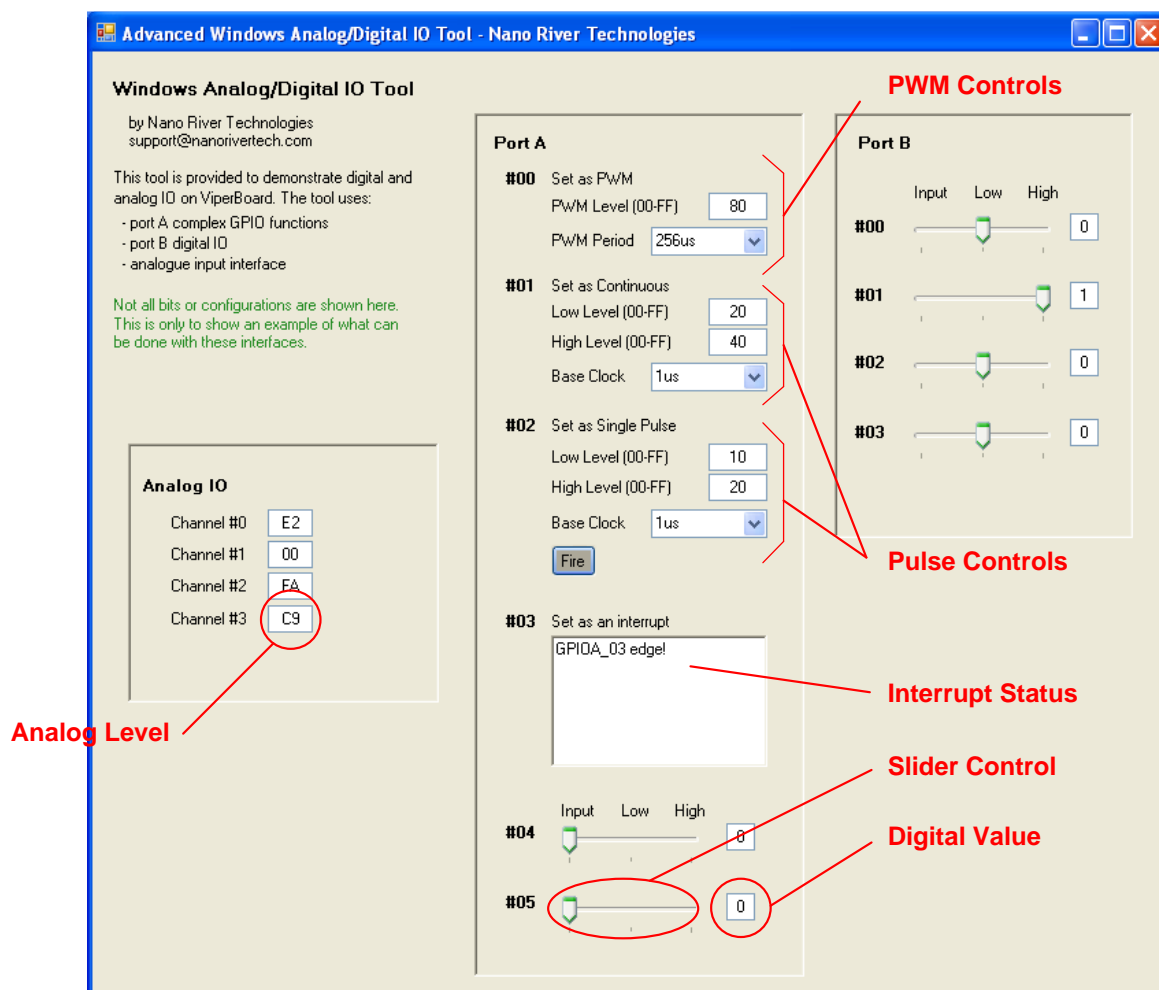 Advanced Windows Analog/Digital IO Tool - Nano River Technologies
Windows Analog/Digital IO Tool
by Nano River Technologies
support@nanorivertech.com
This tool is provided to demonstrate digital and
analog IO on ViperBoard. The tool uses:
- port A complex GPIO functions
- port B digital IO
- analogue input interface
Not all bits or configurations are shown here.
This is only to show an example of what can
be done with these interfaces.
Analog IO
Channel #0 E2
Channel #1 00
Channel #2 FA
Channel #3 C9
Analog Level
Port A
#00 Set as PWM
PWM Level (00-FF) 80
PWM Period 256us
#01 Set as Continuous
Low Level (00-FF) 20
High Level (00-FF) 40
Base Clock 1us
#02 Set as Single Pulse
Low Level (00-FF) 10
High Level (00-FF) 20
Base Clock 1us
Fire
#03 Set as an interrupt
GPIOA_03 edge!
Input Low High
#04 0
#05 0
PWM Controls
Port B
Input Low High
#00 0
#01 1
#02 0
#03 0
Pulse Controls
Interrupt Status
Slider Control
Digital Value